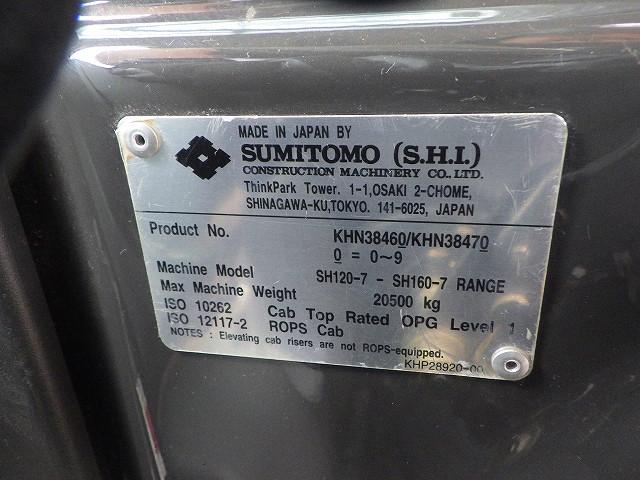 MADE IN JAPAN BY
SUMITOMO (S.H.I.)
CONSTRUCTION MACHINERY CO., LTD.
ThinkPark Tower. 1-1,OSAKI 2-CHOME,
SHINAGAWA-KU,TOKYO. 141-6025, JAPAN
Product No. KHN38460/KHN38470
0 = 0~9
Machine Model SH120-7 - SH160-7 RANGE
Max Machine Weight 20500 kg
ISO 10262 Cab Top Rated OPG Level 1
ISO 12117-2 ROPS Cab
NOTES : Elevating cab risers are not ROPS-equipped.
KHP28920-00